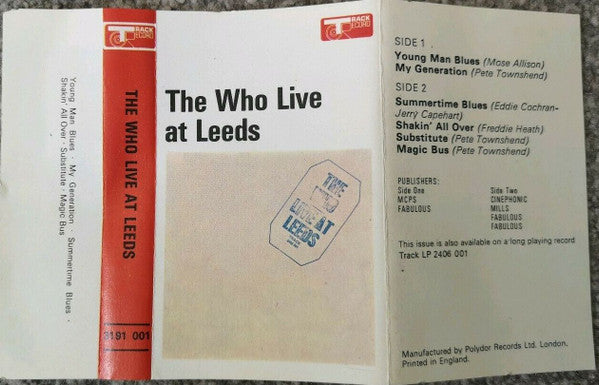 Young Man Blues · My Generation · Summertime Blues ·
Shakin' All Over · Substitute · Magic Bus
TRACK
RECORD
THE WHO LIVE AT LEEDS
3191 001
TRACK
RECORD
The Who Live
at Leeds
THE
WHO
LIVE AT
LEEDS
SIDE 1
Young Man Blues (Mose Allison)
My Generation (Pete Townshend)
SIDE 2
Summertime Blues (Eddie Cochran-
Jerry Capehart)
Shakin' All Over (Freddie Heath)
Substitute (Pete Townshend)
Magic Bus (Pete Townshend)
PUBLISHERS:
Side One
MCPS
FABULOUS
Side Two
CINEPHONIC
MILLS
FABULOUS
FABULOUS
This issue is also available on a long playing record
Track LP 2406 001
Manufactured by Polydor Records Ltd. London.
Printed in England.